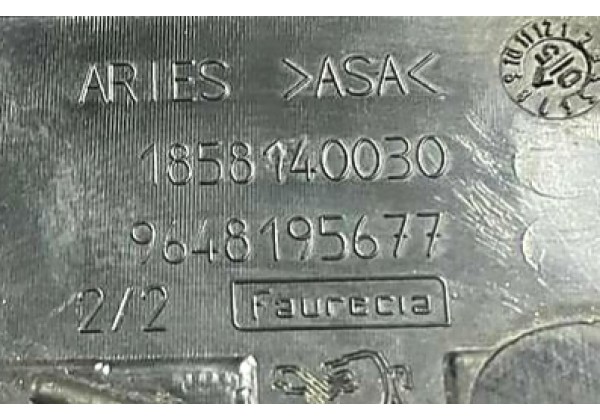 ARIES >ASA<
1858140030
9648195677
2/2 Faurecia